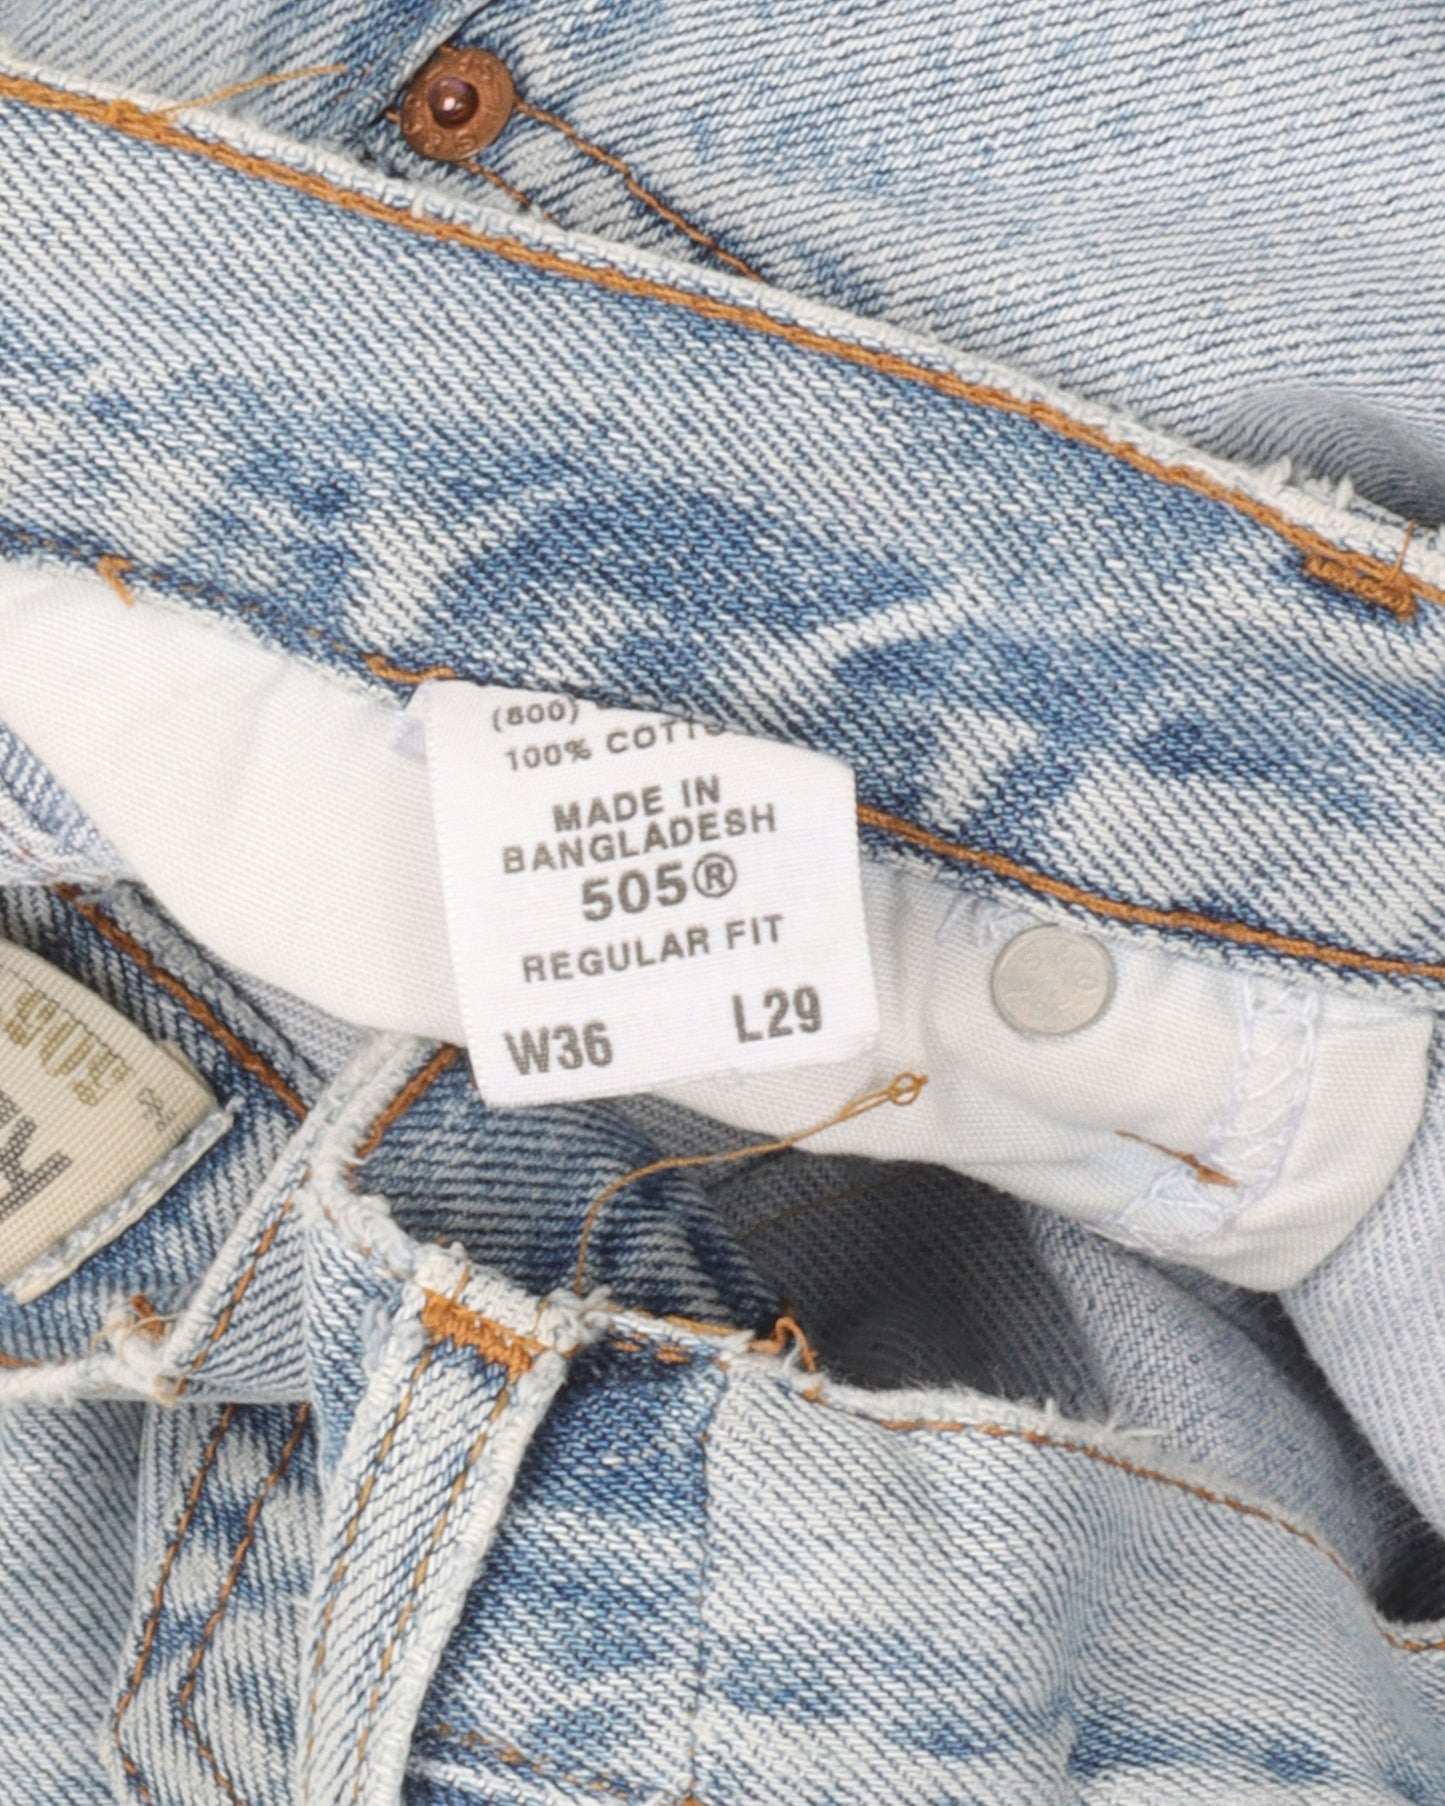 (800)
100% COTTO
MADE IN
BANGLADESH
505®
REGULAR FIT
W36 L29